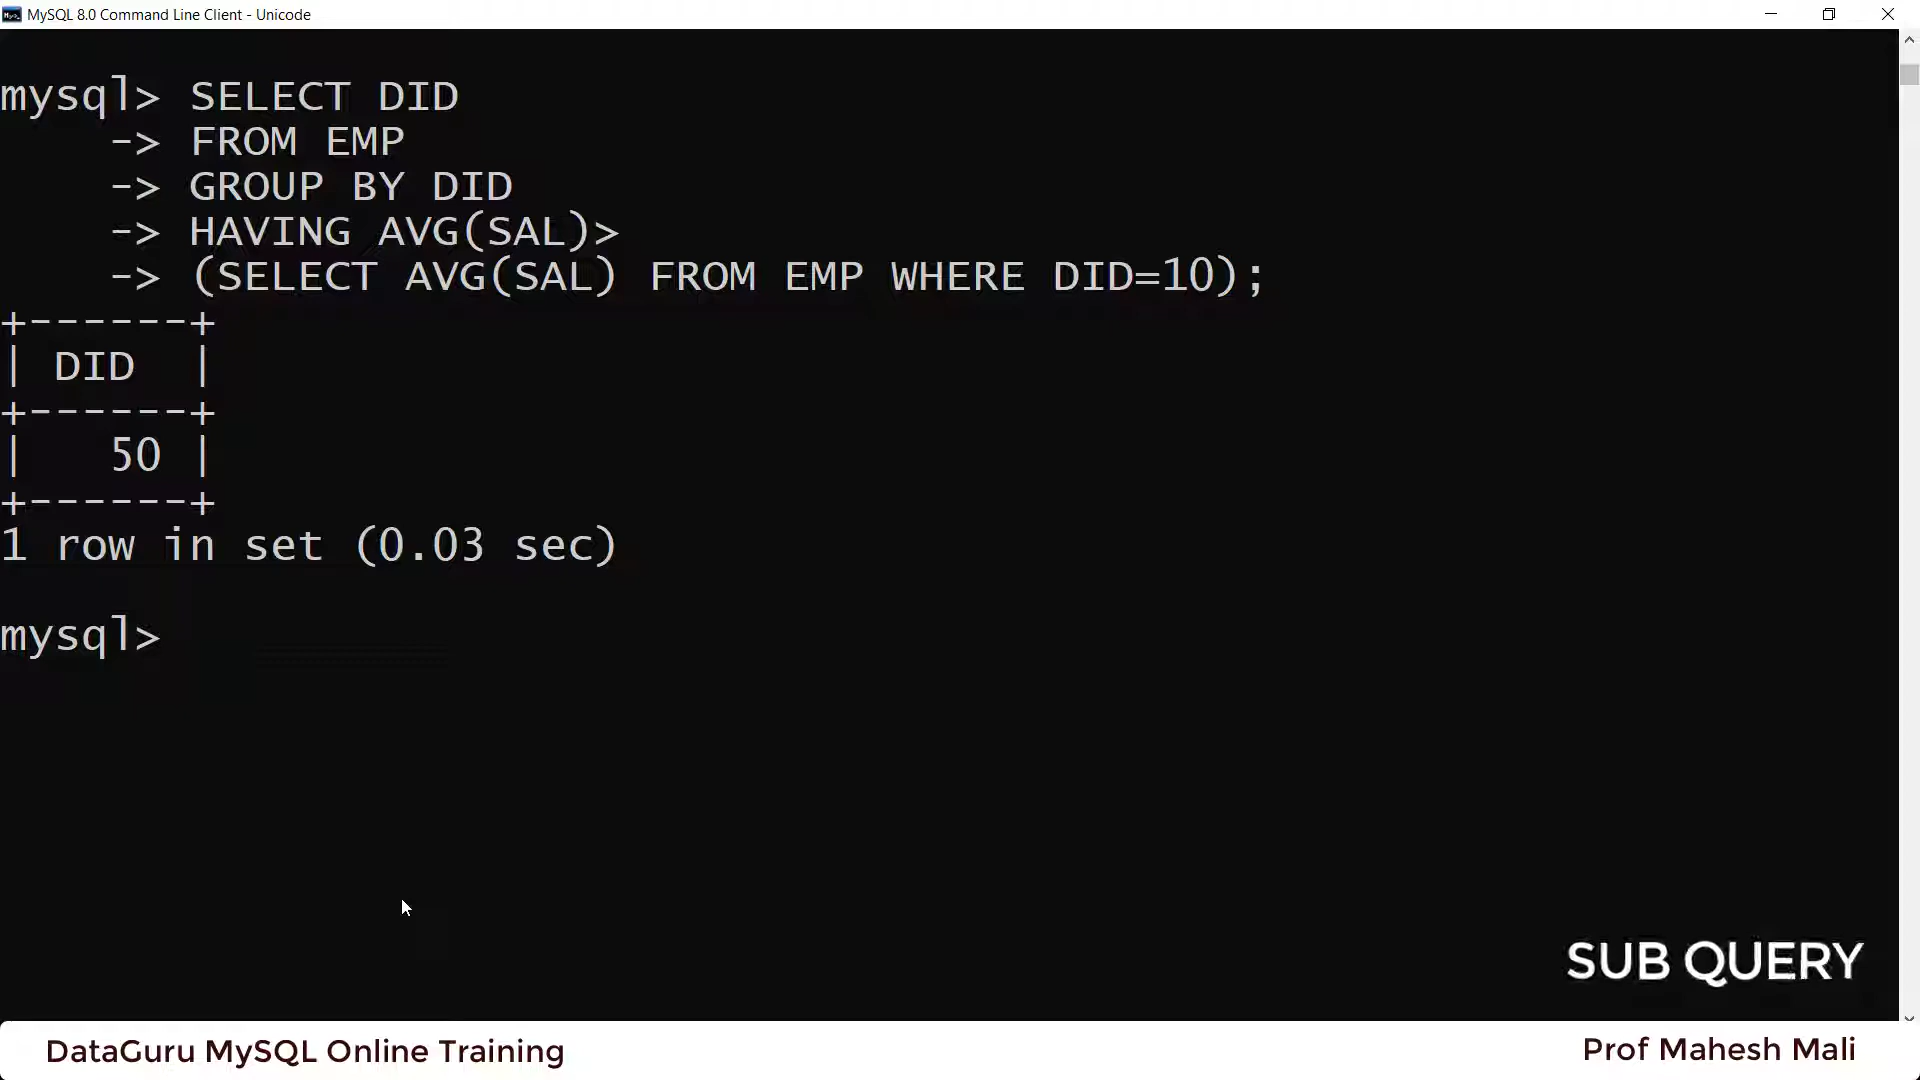 MySQL 8.0 Command Line Client - Unicode
mysql> SELECT DID
    -> FROM EMP
    -> GROUP BY DID
    -> HAVING AVG(SAL)>
    -> (SELECT AVG(SAL) FROM EMP WHERE DID=10);
+------+
| DID  |
+------+
|   50 |
+------+
1 row in set (0.03 sec)
mysql>
SUB QUERY
DataGuru MySQL Online Training
Prof Mahesh Mali